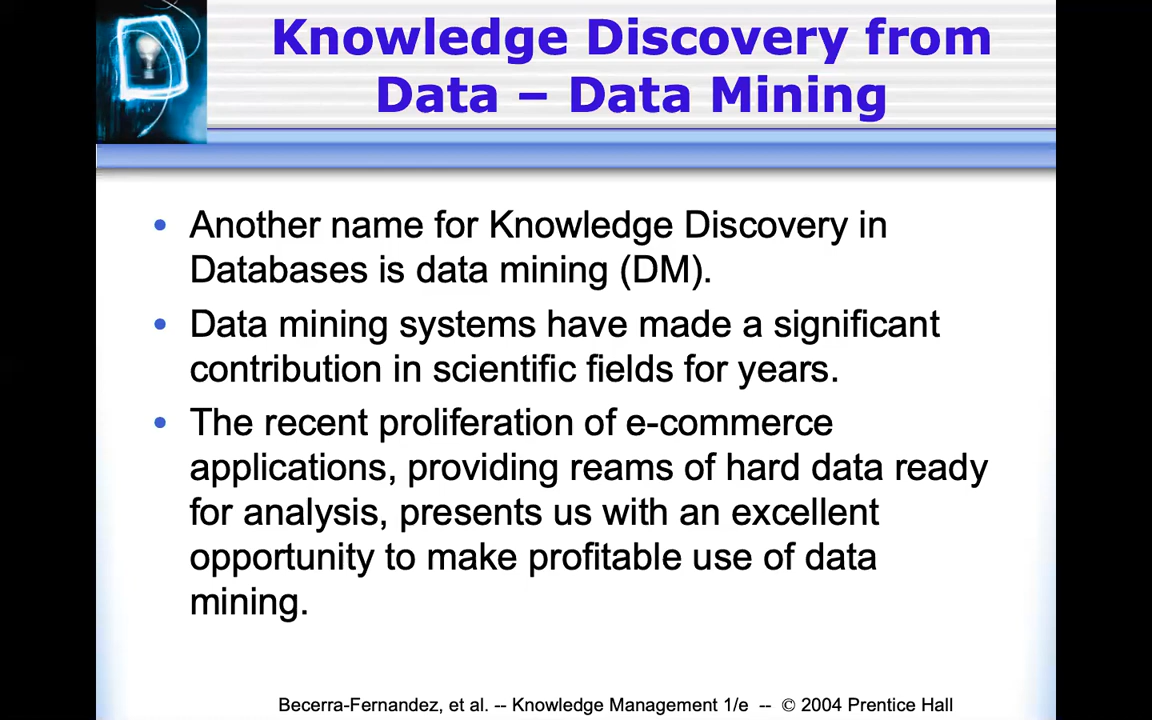 Knowledge Discovery from
Data – Data Mining
• Another name for Knowledge Discovery in
Databases is data mining (DM).
• Data mining systems have made a significant
contribution in scientific fields for years.
• The recent proliferation of e-commerce
applications, providing reams of hard data ready
for analysis, presents us with an excellent
opportunity to make profitable use of data
mining.
Becerra-Fernandez, et al. -- Knowledge Management 1/e -- © 2004 Prentice Hall